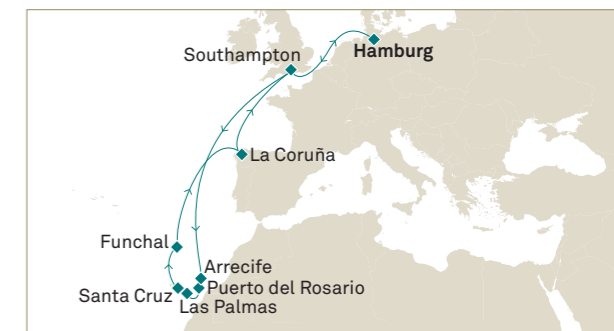 Southampton
Hamburg
La Coruña
Funchal
Arrecife
Santa Cruz
Puerto del Rosario
Las Palmas